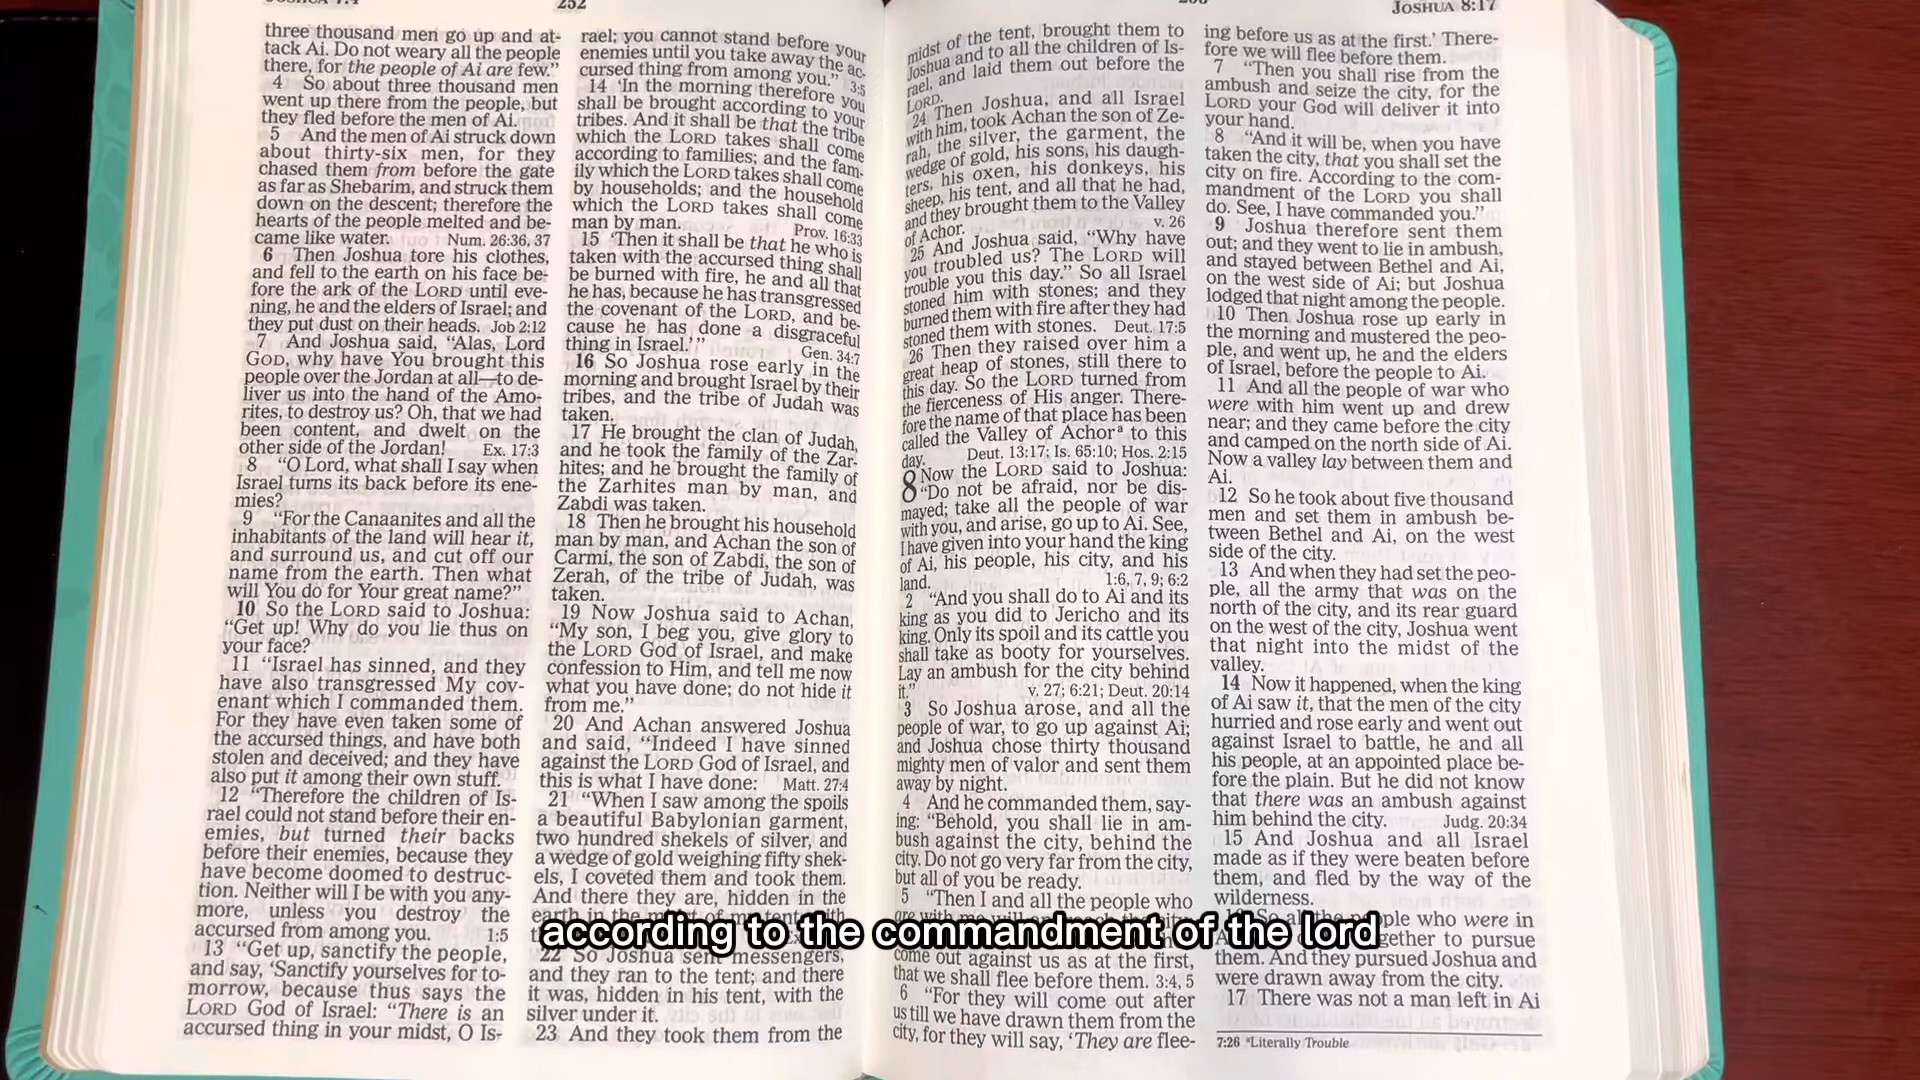 252
JOSHUA 8:17
three thousand men go up and at-
tack Ai. Do not weary all the people
there, for the people of Ai are few."
4 So about three thousand men
went up there from the people, but
they fled before the men of Ai.
5 And the men of Ai struck down
about thirty-six men, for they
chased them from before the gate
as far as Shebarim, and struck them
down on the descent; therefore the
hearts of the people melted and be-
came like water. Num. 26:36, 37
6 Then Joshua tore his clothes,
and fell to the earth on his face be-
fore the ark of the LORD until eve-
ning, he and the elders of Israel; and
they put dust on their heads. Job 2:12
7 And Joshua said, "Alas, Lord
GOD, why have You brought this
people over the Jordan at all—to de-
liver us into the hand of the Amo-
rites, to destroy us? Oh, that we had
been content, and dwelt on the
other side of the Jordan! Ex. 17:3
8 "O Lord, what shall I say when
Israel turns its back before its ene-
mies?
9 "For the Canaanites and all the
inhabitants of the land will hear it,
and surround us, and cut off our
name from the earth. Then what
will You do for Your great name?"
10 So the LORD said to Joshua:
"Get up! Why do you lie thus on
your face?
11 "Israel has sinned, and they
have also transgressed My cov-
enant which I commanded them.
For they have even taken some of
the accursed things, and have both
stolen and deceived; and they have
also put it among their own stuff.
12 "Therefore the children of Is-
rael could not stand before their en-
emies, but turned their backs
before their enemies, because they
have become doomed to destruc-
tion. Neither will I be with you any-
more, unless you destroy the
accursed from among you. 1:5
13 "Get up, sanctify the people,
and say, 'Sanctify yourselves for to-
morrow, because thus says the
LORD God of Israel: "There is an
accursed thing in your midst, O Is-
rael; you cannot stand before your
enemies until you take away the ac-
cursed thing from among you." 3:5
14 'In the morning therefore you
shall be brought according to your
tribes. And it shall be that the tribe
which the LORD takes shall come
according to families; and the fam-
ily which the LORD takes shall come
by households; and the household
which the LORD takes shall come
man by man. Prov. 16:33
15 'Then it shall be that he who is
taken with the accursed thing shall
be burned with fire, he and all that
he has, because he has transgressed
the covenant of the LORD, and be-
cause he has done a disgraceful
thing in Israel.'" Gen. 34:7
16 So Joshua rose early in the
morning and brought Israel by their
tribes, and the tribe of Judah was
taken.
17 He brought the clan of Judah,
and he took the family of the Zar-
hites; and he brought the family of
the Zarhites man by man, and
Zabdi was taken.
18 Then he brought his household
man by man, and Achan the son of
Carmi, the son of Zabdi, the son of
Zerah, of the tribe of Judah, was
taken.
19 Now Joshua said to Achan,
"My son, I beg you, give glory to
the LORD God of Israel, and make
confession to Him, and tell me now
what you have done; do not hide it
from me."
20 And Achan answered Joshua
and said, "Indeed I have sinned
against the LORD God of Israel, and
this is what I have done: Matt. 27:4
21 "When I saw among the spoils
a beautiful Babylonian garment,
two hundred shekels of silver, and
a wedge of gold weighing fifty shek-
els, I coveted them and took them.
And there they are, hidden in the
earth in the midst of my tent, with
22 So Joshua sent messengers,
and they ran to the tent; and there
it was, hidden in his tent, with the
silver under it.
23 And they took them from the
midst of the tent, brought them to
Joshua and to all the children of Is-
rael, and laid them out before the
LORD.
24 Then Joshua, and all Israel
with him, took Achan the son of Ze-
rah, the silver, the garment, the
wedge of gold, his sons, his daugh-
ters, his oxen, his donkeys, his
sheep, his tent, and all that he had,
and they brought them to the Valley
of Achor. v. 26
25 And Joshua said, "Why have
you troubled us? The LORD will
trouble you this day." So all Israel
stoned him with stones; and they
burned them with fire after they had
stoned them with stones. Deut. 17:5
26 Then they raised over him a
great heap of stones, still there to
this day. So the LORD turned from
the fierceness of His anger. There-
fore the name of that place has been
called the Valley of Achorª to this
day. Deut. 13:17; Is. 65:10; Hos. 2:15
8 Now the LORD said to Joshua:
"Do not be afraid, nor be dis-
mayed; take all the people of war
with you, and arise, go up to Ai. See,
I have given into your hand the king
of Ai, his people, his city, and his
land. 1:6, 7, 9; 6:2
2 "And you shall do to Ai and its
king as you did to Jericho and its
king. Only its spoil and its cattle you
shall take as booty for yourselves.
Lay an ambush for the city behind
it." v. 27; 6:21; Deut. 20:14
3 So Joshua arose, and all the
people of war, to go up against Ai;
and Joshua chose thirty thousand
mighty men of valor and sent them
away by night.
4 And he commanded them, say-
ing: "Behold, you shall lie in am-
bush against the city, behind the
city. Do not go very far from the city,
but all of you be ready.
5 "Then I and all the people who
are with me will approach the city;
come out against us as at the first,
that we shall flee before them. 3:4, 5
6 "For they will come out after
us till we have drawn them from the
city, for they will say, 'They are flee-
ing before us as at the first.' There-
fore we will flee before them.
7 "Then you shall rise from the
ambush and seize the city, for the
LORD your God will deliver it into
your hand.
8 "And it will be, when you have
taken the city, that you shall set the
city on fire. According to the com-
mandment of the LORD you shall
do. See, I have commanded you."
9 Joshua therefore sent them
out; and they went to lie in ambush,
and stayed between Bethel and Ai,
on the west side of Ai; but Joshua
lodged that night among the people.
10 Then Joshua rose up early in
the morning and mustered the peo-
ple, and went up, he and the elders
of Israel, before the people to Ai.
11 And all the people of war who
were with him went up and drew
near; and they came before the city
and camped on the north side of Ai.
Now a valley lay between them and
Ai.
12 So he took about five thousand
men and set them in ambush be-
tween Bethel and Ai, on the west
side of the city.
13 And when they had set the peo-
ple, all the army that was on the
north of the city, and its rear guard
on the west of the city, Joshua went
that night into the midst of the
valley.
14 Now it happened, when the king
of Ai saw it, that the men of the city
hurried and rose early and went out
against Israel to battle, he and all
his people, at an appointed place be-
fore the plain. But he did not know
that there was an ambush against
him behind the city. Judg. 20:34
15 And Joshua and all Israel
made as if they were beaten before
them, and fled by the way of the
wilderness.
16 So all the people who were in
together to pursue
them. And they pursued Joshua and
were drawn away from the city.
17 There was not a man left in Ai
7:26 ªLiterally Trouble
according to the commandment of the lord